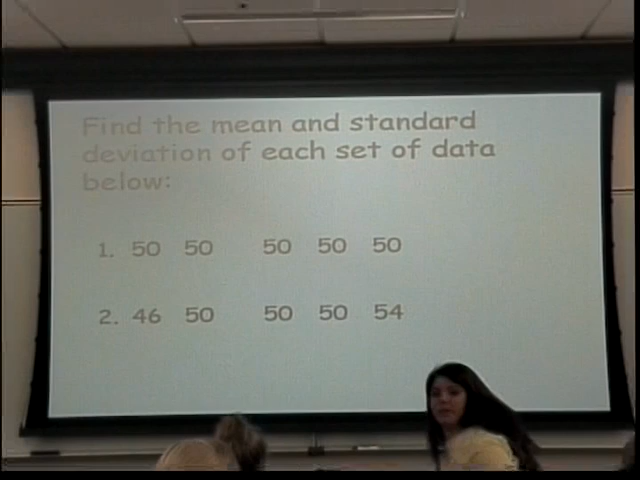 Find the mean and standard
deviation of each set of data
below:
1. 50 50 50 50 50
2. 46 50 50 50 54